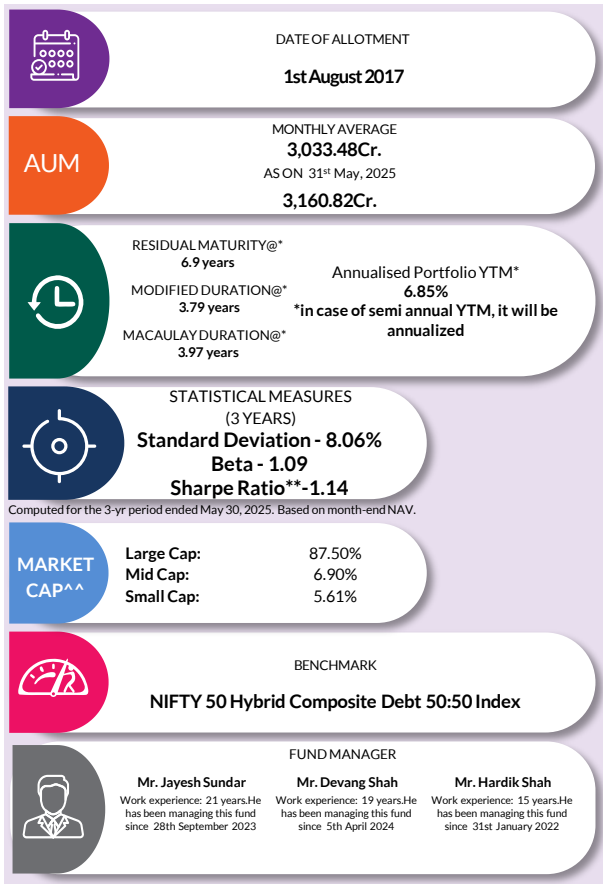 DATE OF ALLOTMENT
1st August 2017
AUM
MONTHLY AVERAGE
3,033.48Cr.
AS ON 31st May, 2025
3,160.82Cr.
RESIDUAL MATURITY@*
6.9 years
MODIFIED DURATION@*
3.79 years
MACAULAY DURATION@*
3.97 years
Annualised Portfolio YTM*
6.85%
*in case of semi annual YTM, it will be
annualized
STATISTICAL MEASURES
(3 YEARS)
Standard Deviation - 8.06%
Beta - 1.09
Sharpe Ratio**-1.14
Computed for the 3-yr period ended May 30, 2025. Based on month-end NAV.
MARKET
CAP^^
Large Cap: 87.50%
Mid Cap: 6.90%
Small Cap: 5.61%
BENCHMARK
NIFTY 50 Hybrid Composite Debt 50:50 Index
FUND MANAGER
Mr. Jayesh Sundar
Work experience: 21 years.He
has been managing this fund
since 28th September 2023
Mr. Devang Shah
Work experience: 19 years.He
has been managing this fund
since 5th April 2024
Mr. Hardik Shah
Work experience: 15 years.He
has been managing this fund
since 31st January 2022